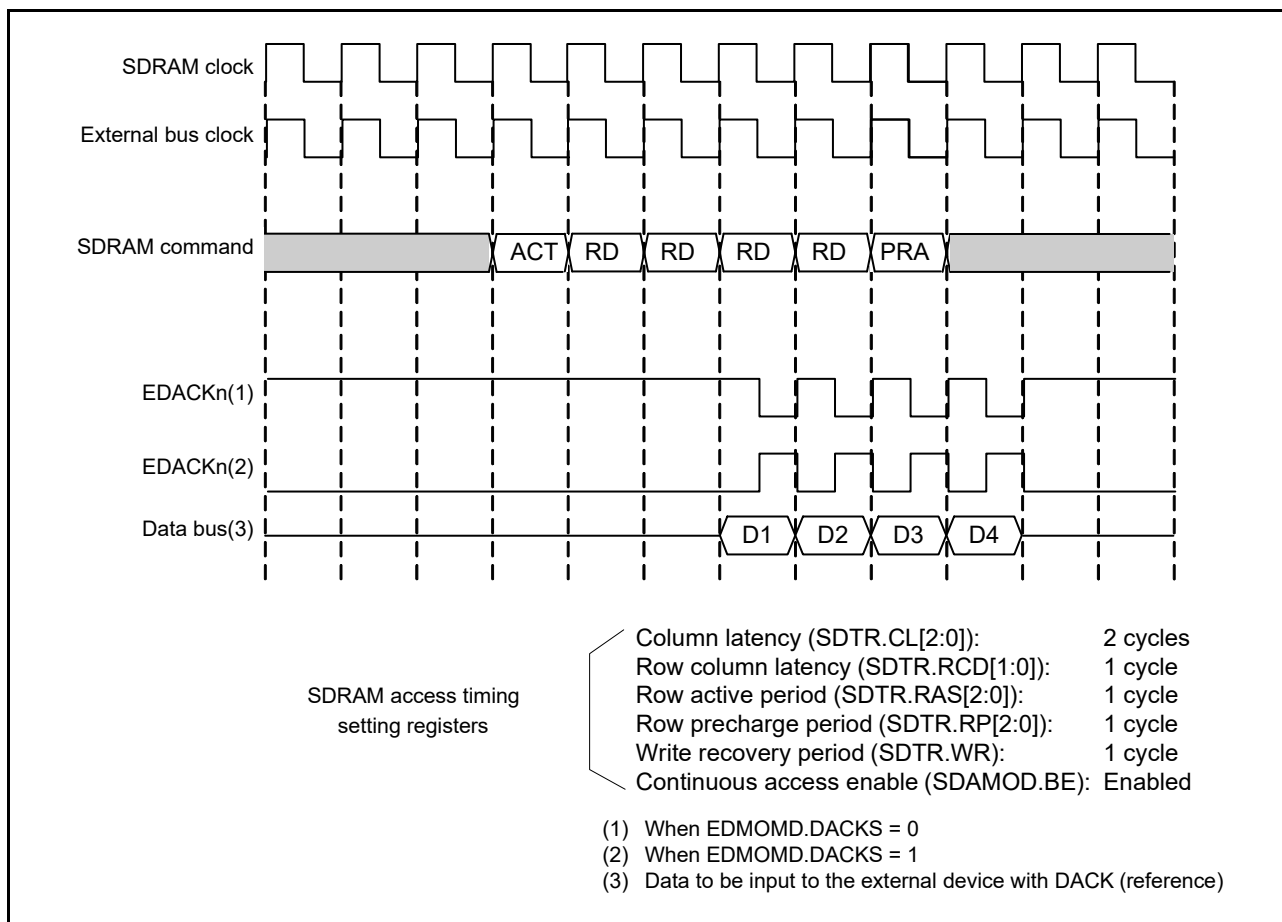 SDRAM clock
External bus clock
SDRAM command
ACT RD RD RD RD PRA
EDACKn(1)
EDACKn(2)
Data bus(3)
D1 D2 D3 D4
SDRAM access timing
setting registers
Column latency (SDTR.CL[2:0]): 2 cycles
Row column latency (SDTR.RCD[1:0]): 1 cycle
Row active period (SDTR.RAS[2:0]): 1 cycle
Row precharge period (SDTR.RP[2:0]): 1 cycle
Write recovery period (SDTR.WR): 1 cycle
Continuous access enable (SDAMOD.BE): Enabled
(1) When EDMOMD.DACKS = 0
(2) When EDMOMD.DACKS = 1
(3) Data to be input to the external device with DACK (reference)